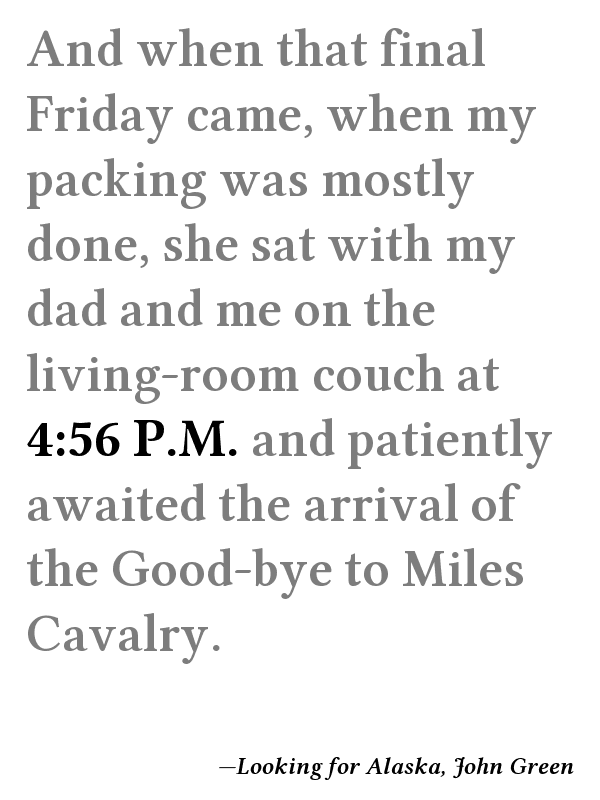 And when that final
Friday came, when my
packing was mostly
done, she sat with my
dad and me on the
living-room couch at
4:56 P.M. and patiently
awaited the arrival of
the Good-bye to Miles
Cavalry.
—Looking for Alaska, John Green